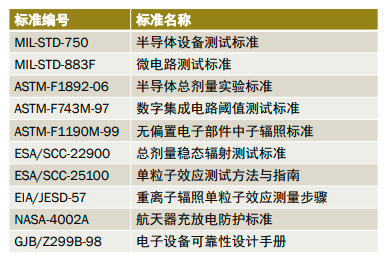 标准编号 标准名称
MIL-STD-750 半导体设备测试标准
MIL-STD-883F 微电路测试标准
ASTM-F1892-06 半导体总剂量实验标准
ASTM-F743M-97 数字集成电路阈值测试标准
ASTM-F1190M-99 无偏置电子部件中子辐照标准
ESA/SCC-22900 总剂量稳态辐射测试标准
ESA/SCC-25100 单粒子效应测试方法与指南
EIA/JESD-57 重离子辐照单粒子效应测量步骤
NASA-4002A 航天器充放电防护标准
GJB/Z299B-98 电子设备可靠性设计手册